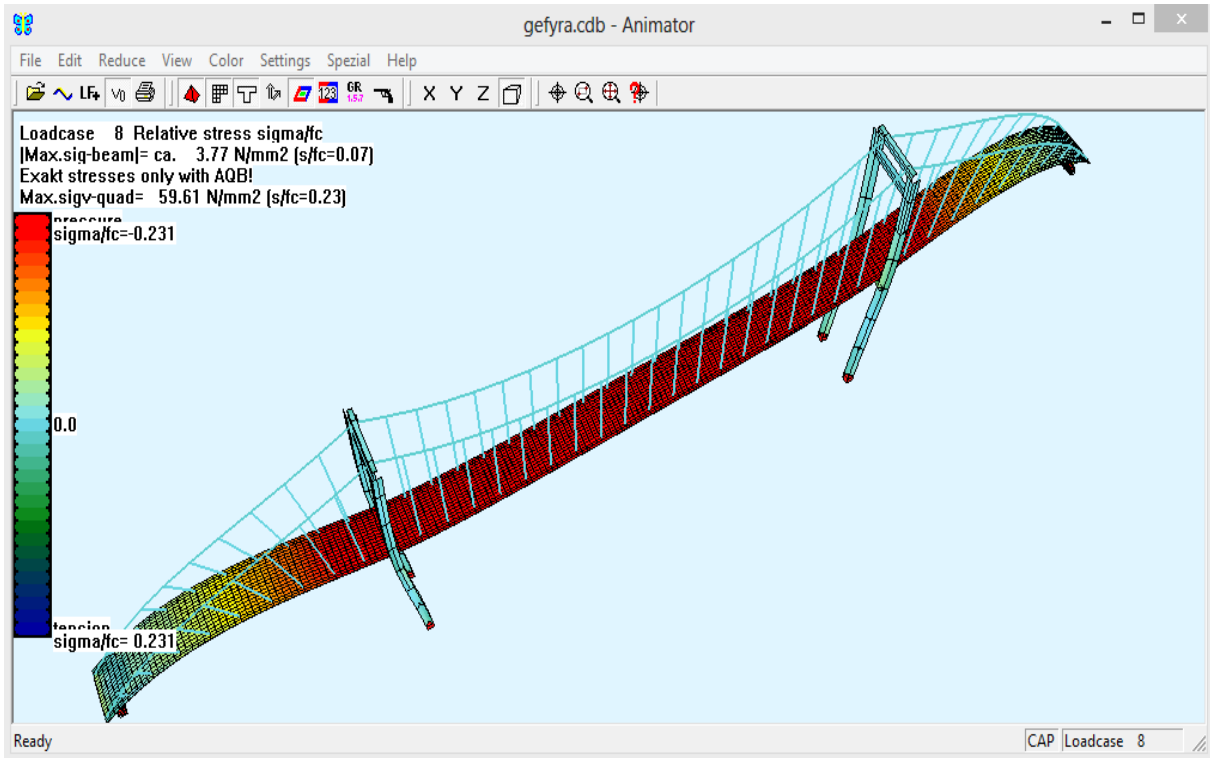 gefyra.cdb - Animator
File Edit Reduce View Color Settings Spezial Help
LF+ V0 123 GR 1.5.7 X Y Z
Loadcase 8 Relative stress sigma/fc
|Max.sig-beam|= ca. 3.77 N/mm2 (s/fc=0.07)
Exakt stresses only with AQB!
Max.sigv-quad= 59.61 N/mm2 (s/fc=0.23)
pressure
sigma/fc=-0.231
0.0
tension
sigma/fc= 0.231
Ready CAP Loadcase 8